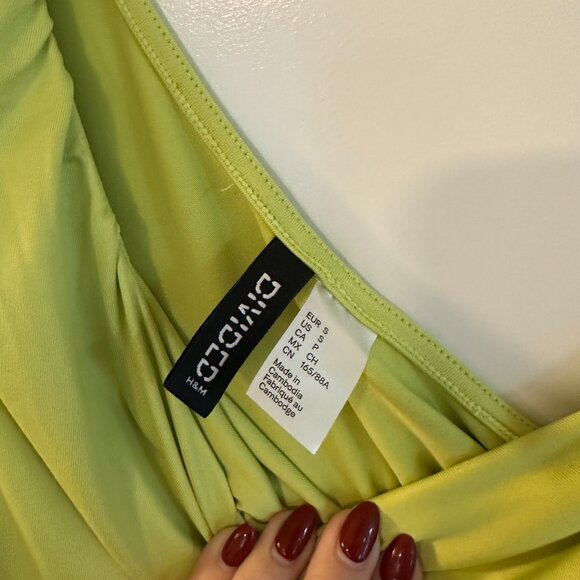 DIVIDED
H&M
EUR S
US S
CA P
MX CH
CN 165/88A
Made in
Cambodia
Fabriqué au
Cambodge